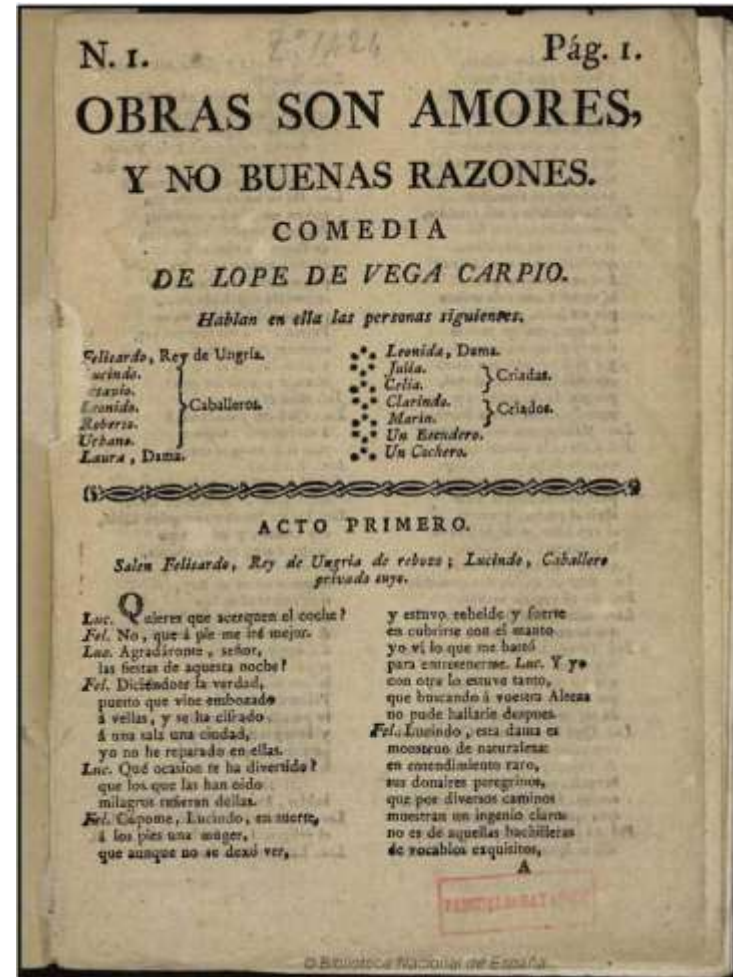 N. 1.
Pág. 1.
OBRAS SON AMORES,
Y NO BUENAS RAZONES.
COMEDIA
DE LOPE DE VEGA CARPIO.
Hablan en ella las personas siguientes.
Felisardo, Rey de Ungría.
ucindo.
ctavio.
Leonido.
Roberto.
Urbano.
Caballeros.
Laura, Dama.
Leonida, Dama.
Julia.
Celia.
Criadas.
Clarindo.
Marin.
Criados.
Un Escudero.
Un Cochero.
ACTO PRIMERO.
Salen Felisardo, Rey de Ungria de rebozo; Lucindo, Caballero
privado suyo.
Luc. Quieres que acerquen el coche?
Fel. No, que á pie me iré mejor.
Luc. Agradáronte, señor,
las fiestas de aquesta noche?
Fel. Diciéndote la verdad,
puesto que vine embozado
á vellas, y se ha cifrado
á una sala una ciudad,
yo no he reparado en ellas.
Luc. Qué ocasion te ha divertido?
que los que las han oido
milagros refieren dellas.
Fel. Cúpome, Lucindo, en suerte,
á los pies una muger,
que aunque no se dexó ver,
y estuvo rebelde y fuerte
en cubrirse con el manto
yo ví lo que me bastó
para entretenerme. Luc. Y yo
con otra lo estuve tanto,
que buscando á vuestra Alteza
no pude hallarle despues.
Fel. Lucindo, esta dama es
monstruo de naturaleza:
en entendimiento raro,
sus donaires peregrinos,
que por diversos caminos
muestran un ingenio claro:
no es de aquellas bachilleras
de vocablos exquisitos,
A
© Biblioteca Nacional de España